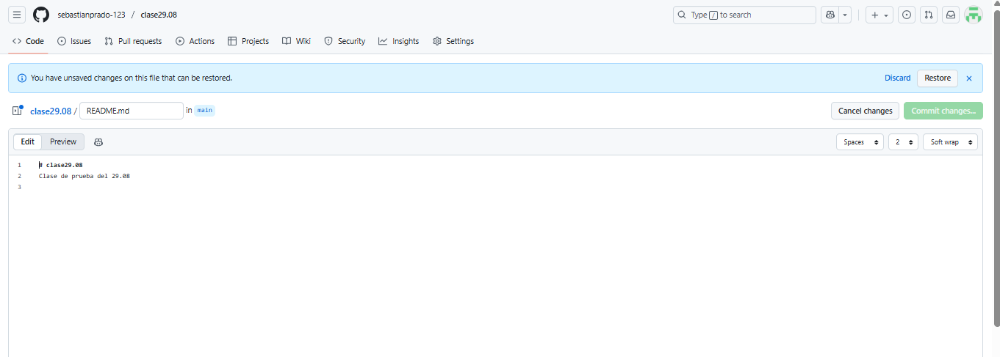 sebastianprado-123 / clase29.08
Type / to search
Code Issues Pull requests Actions Projects Wiki Security Insights Settings
You have unsaved changes on this file that can be restored. Discard Restore
clase29.08 / README.md in main Cancel changes Commit changes...
Edit Preview Spaces 2 Soft wrap
1 # clase29.08
2 Clase de prueba del 29.08
3